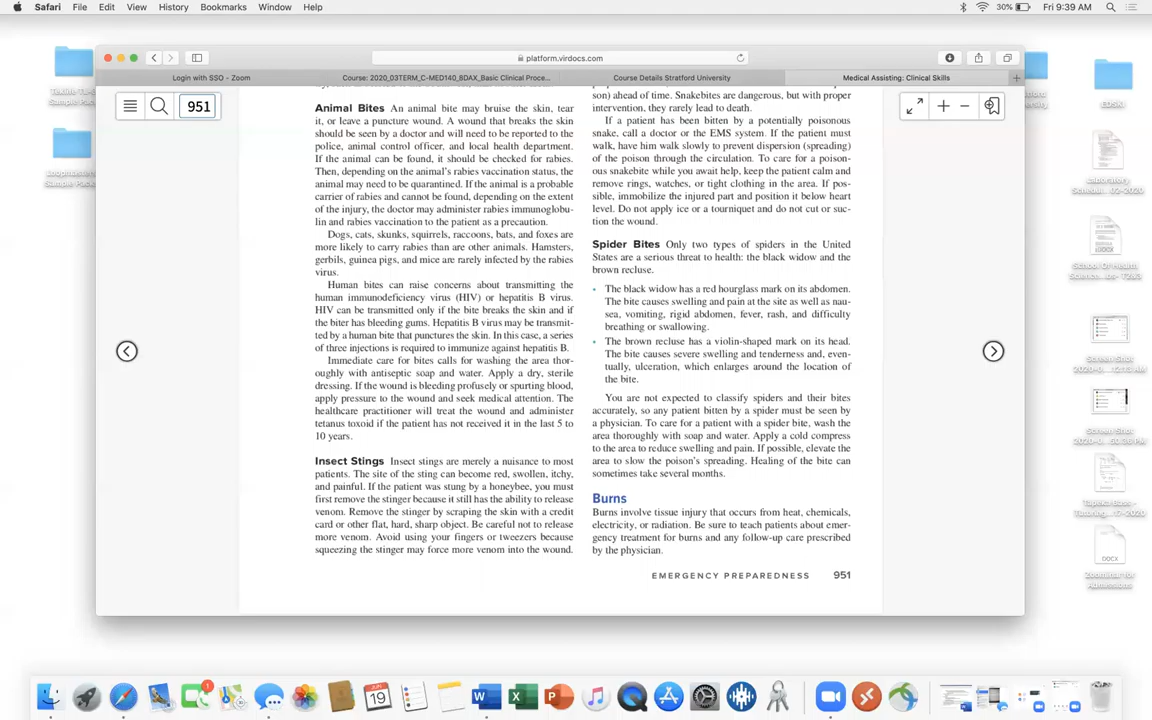 Safari File Edit View History Bookmarks Window Help
30% Fri 9:39 AM
platform.virdocs.com
Login with SSO - Zoom
Course: 2020_03TERM_C-MED140_8DAX_Basic Clinical Proce...
Course Details Stratford University
Medical Assisting: Clinical Skills
951
Animal Bites An animal bite may bruise the skin, tear
it, or leave a puncture wound. A wound that breaks the skin
should be seen by a doctor and will need to be reported to the
police, animal control officer, and local health department.
If the animal can be found, it should be checked for rabies.
Then, depending on the animal's rabies vaccination status, the
animal may need to be quarantined. If the animal is a probable
carrier of rabies and cannot be found, depending on the extent
of the injury, the doctor may administer rabies immunoglobu-
lin and rabies vaccination to the patient as a precaution.
Dogs, cats, skunks, squirrels, raccoons, bats, and foxes are
more likely to carry rabies than are other animals. Hamsters,
gerbils, guinea pigs, and mice are rarely infected by the rabies
virus.
Human bites can raise concerns about transmitting the
human immunodeficiency virus (HIV) or hepatitis B virus.
HIV can be transmitted only if the bite breaks the skin and if
the biter has bleeding gums. Hepatitis B virus may be transmit-
ted by a human bite that punctures the skin. In this case, a series
of three injections is required to immunize against hepatitis B.
Immediate care for bites calls for washing the area thor-
oughly with antiseptic soap and water. Apply a dry, sterile
dressing. If the wound is bleeding profusely or spurting blood,
apply pressure to the wound and seek medical attention. The
healthcare practitioner will treat the wound and administer
tetanus toxoid if the patient has not received it in the last 5 to
10 years.
Insect Stings Insect stings are merely a nuisance to most
patients. The site of the sting can become red, swollen, itchy,
and painful. If the patient was stung by a honeybee, you must
first remove the stinger because it still has the ability to release
venom. Remove the stinger by scraping the skin with a credit
card or other flat, hard, sharp object. Be careful not to release
more venom. Avoid using your fingers or tweezers because
squeezing the stinger may force more venom into the wound.
son) ahead of time. Snakebites are dangerous, but with proper
intervention, they rarely lead to death.
If a patient has been bitten by a potentially poisonous
snake, call a doctor or the EMS system. If the patient must
walk, have him walk slowly to prevent dispersion (spreading)
of the poison through the circulation. To care for a poison-
ous snakebite while you await help, keep the patient calm and
remove rings, watches, or tight clothing in the area. If pos-
sible, immobilize the injured part and position it below heart
level. Do not apply ice or a tourniquet and do not cut or suc-
tion the wound.
Spider Bites Only two types of spiders in the United
States are a serious threat to health: the black widow and the
brown recluse.
• The black widow has a red hourglass mark on its abdomen.
The bite causes swelling and pain at the site as well as nau-
sea, vomiting, rigid abdomen, fever, rash, and difficulty
breathing or swallowing.
• The brown recluse has a violin-shaped mark on its head.
The bite causes severe swelling and tenderness and, even-
tually, ulceration, which enlarges around the location of
the bite.
You are not expected to classify spiders and their bites
accurately, so any patient bitten by a spider must be seen by
a physician. To care for a patient with a spider bite, wash the
area thoroughly with soap and water. Apply a cold compress
to the area to reduce swelling and pain. If possible, elevate the
area to slow the poison's spreading. Healing of the bite can
sometimes take several months.
Burns
Burns involve tissue injury that occurs from heat, chemicals,
electricity, or radiation. Be sure to teach patients about emer-
gency treatment for burns and any follow-up care prescribed
by the physician.
EMERGENCY PREPAREDNESS 951
Sample Pack
Sample Pack
EDSKI
Laboratory
School Of Health
Screen Shot
Screen Shot
DOCX
Admissions
JUN
19
1